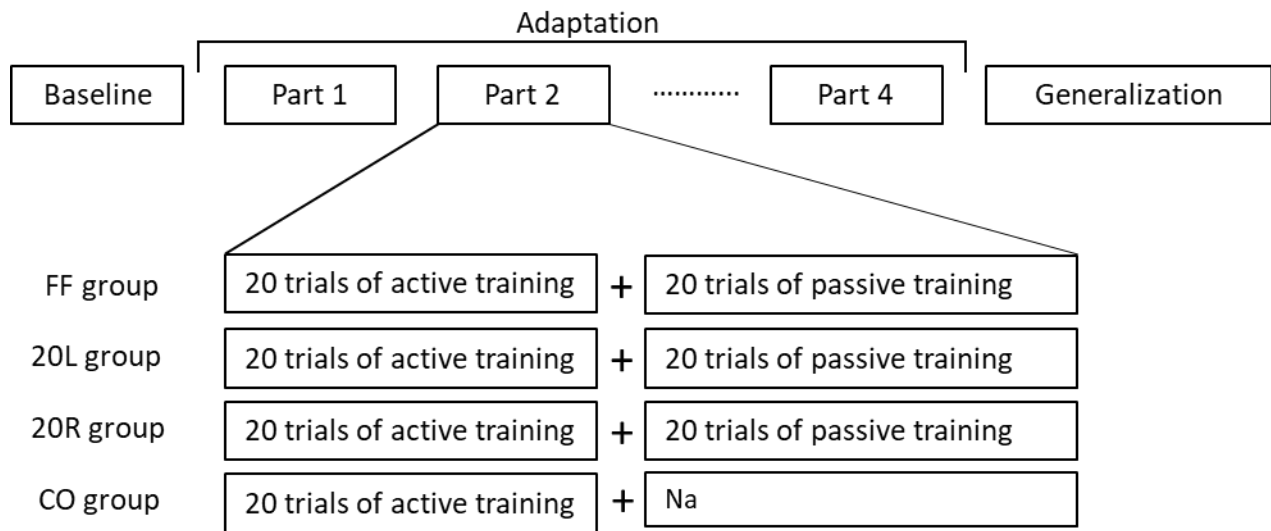 Adaptation
Baseline Part 1 Part 2 ............ Part 4 Generalization
FF group 20 trials of active training + 20 trials of passive training
20L group 20 trials of active training + 20 trials of passive training
20R group 20 trials of active training + 20 trials of passive training
CO group 20 trials of active training + Na